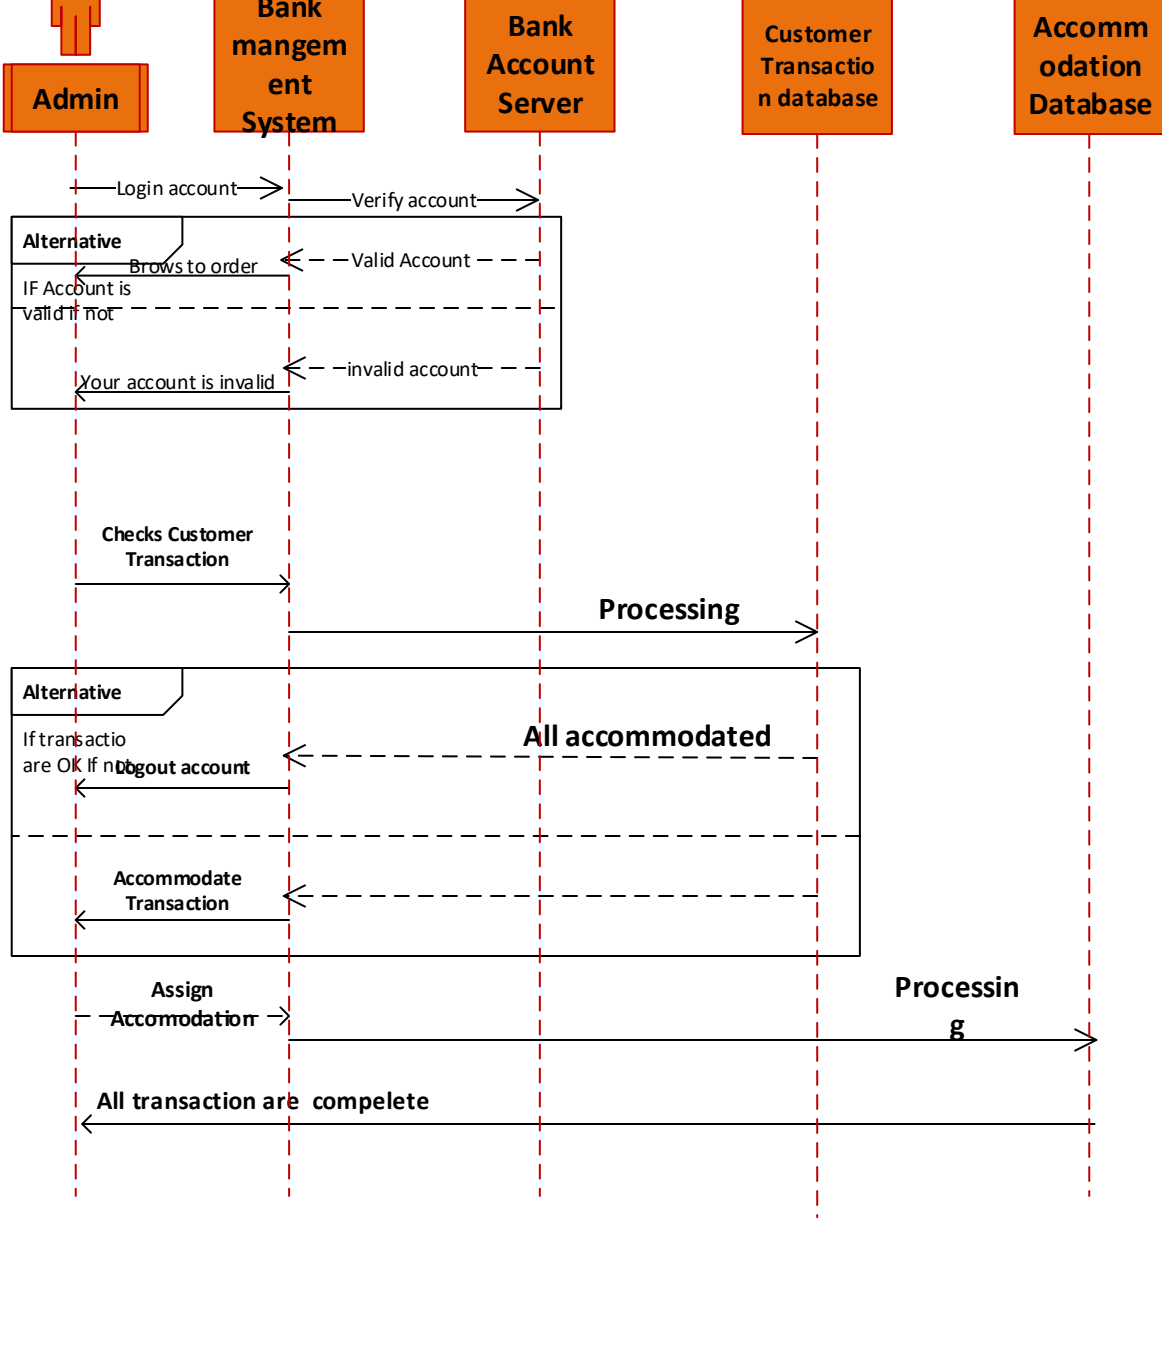 Admin
Bank
mangem
ent
System
Bank
Account
Server
Customer
Transactio
n database
Accomm
odation
Database
Login account
Verify account
Alternative
Valid Account
Brows to order
IF Account is
valid if not
invalid account
Your account is invalid
Checks Customer
Transaction
Processing
Alternative
If transactio
are OK If not
All accommodated
Logout account
Accommodate
Transaction
Assign
Accomodation
Processin
g
All transaction are  compelete